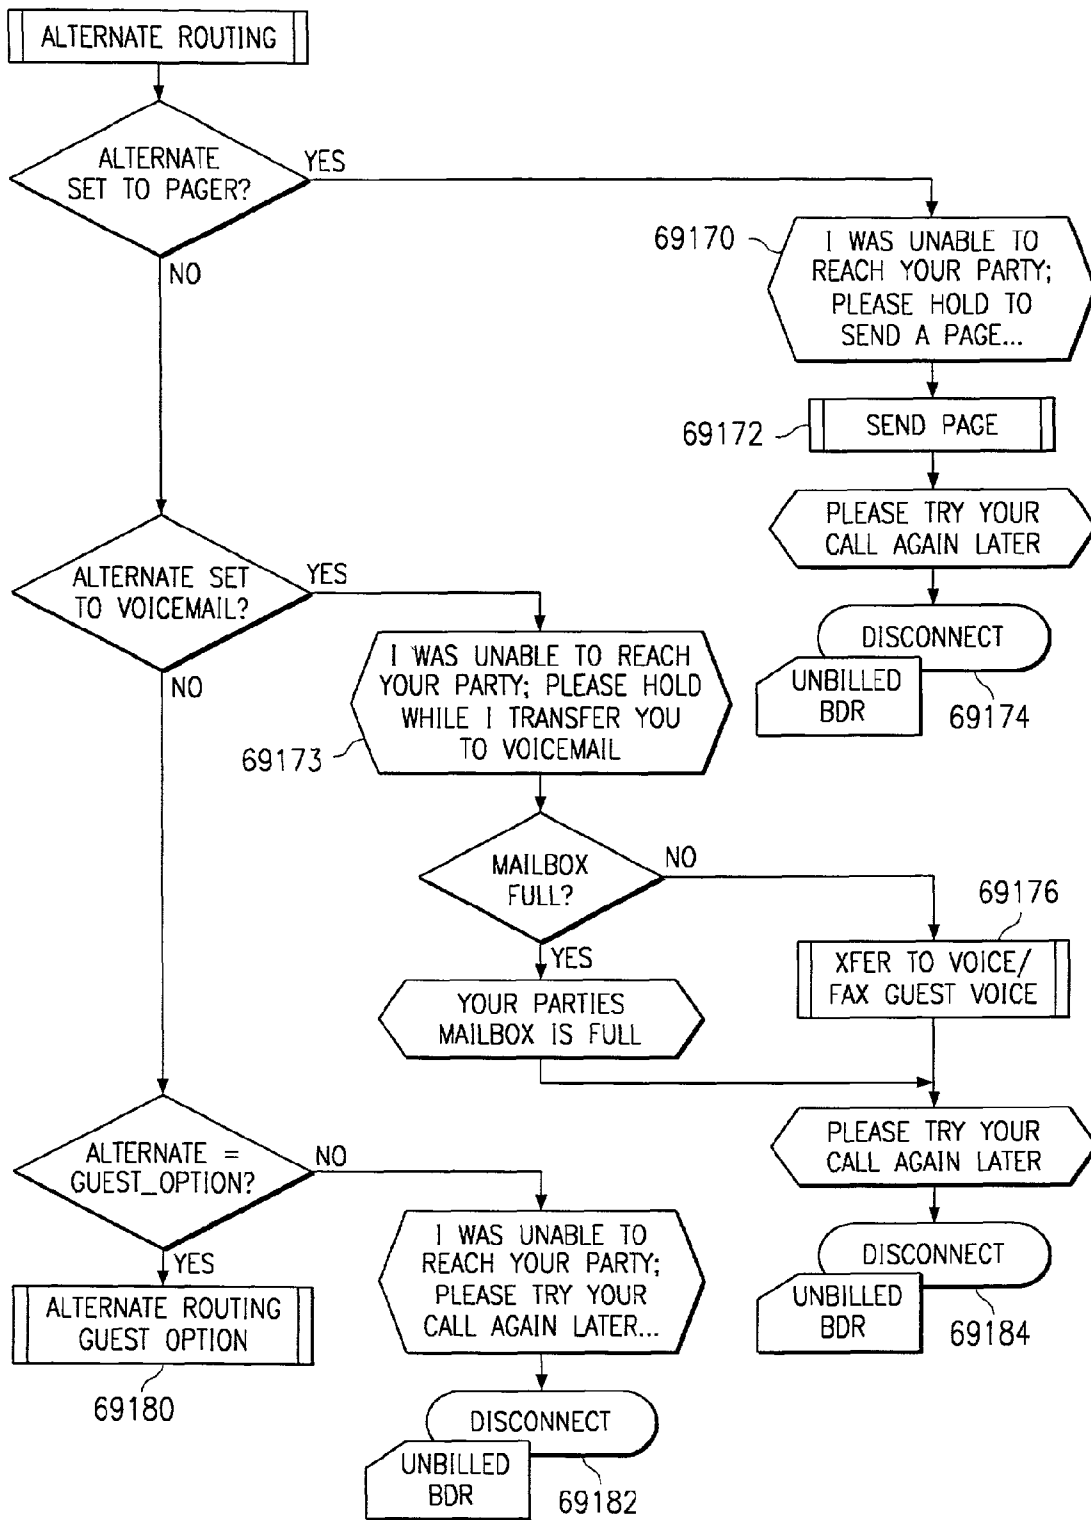 ALTERNATE ROUTING
ALTERNATE
SET TO PAGER?
YES
NO
69170
I WAS UNABLE TO
REACH YOUR PARTY;
PLEASE HOLD TO
SEND A PAGE...
69172
SEND PAGE
PLEASE TRY YOUR
CALL AGAIN LATER
DISCONNECT
UNBILLED
BDR
69174
ALTERNATE SET
TO VOICEMAIL?
YES
NO
I WAS UNABLE TO REACH
YOUR PARTY; PLEASE HOLD
WHILE I TRANSFER YOU
TO VOICEMAIL
69173
MAILBOX
FULL?
NO
YES
69176
XFER TO VOICE/
FAX GUEST VOICE
YOUR PARTIES
MAILBOX IS FULL
PLEASE TRY YOUR
CALL AGAIN LATER
DISCONNECT
UNBILLED
BDR
69184
ALTERNATE =
GUEST_OPTION?
NO
YES
ALTERNATE ROUTING
GUEST OPTION
69180
I WAS UNABLE TO
REACH YOUR PARTY;
PLEASE TRY YOUR
CALL AGAIN LATER...
DISCONNECT
UNBILLED
BDR
69182